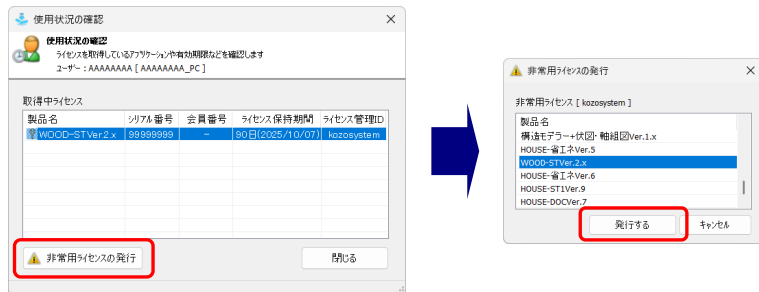 使用状況の確認
使用状況の確認
ライセンスを取得しているアプリケーションや有効期限などを確認します
ユーザー : AAAAAAAA [ AAAAAAAA_PC ]
取得中ライセンス
製品名 シリアル番号 会員番号 ライセンス保持期間 ライセンス管理ID
WOOD-STVer2.x 99999999 － 90日(2025/10/07) kozosystem
非常用ライセンスの発行 閉じる
非常用ライセンスの発行
非常用ライセンス [ kozosystem ]
製品名
構造モデラー+伏図・軸組図Ver.1.x
HOUSE-省エネVer.5
WOOD-STVer.2.x
HOUSE-省エネVer.6
HOUSE-ST1Ver.9
HOUSE-DOCVer.7
発行する キャンセル